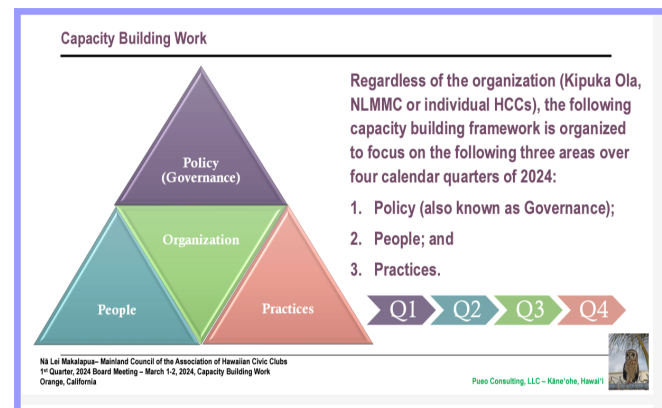 Capacity Building Work
Policy
(Governance)
Organization
People
Practices
Regardless of the organization (Kipuka Ola,
NLMMC or individual HCCs), the following
capacity building framework is organized
to focus on the following three areas over
four calendar quarters of 2024:
1. Policy (also known as Governance);
2. People; and
3. Practices.
Q1 Q2 Q3 Q4
Nā Lei Makalapua– Mainland Council of the Association of Hawaiian Civic Clubs
1st Quarter, 2024 Board Meeting – March 1-2, 2024, Capacity Building Work
Orange, California
Pueo Consulting, LLC – Kāne'ohe, Hawai'i